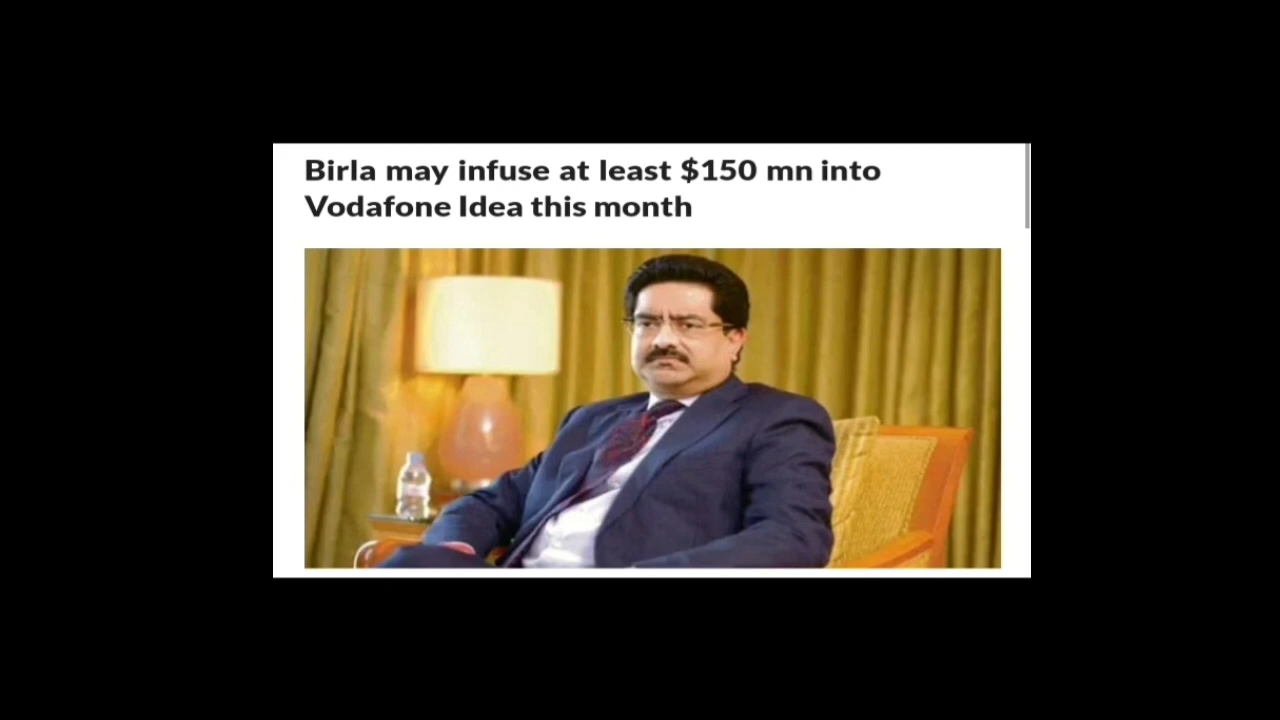 Birla may infuse at least $150 mn into
Vodafone Idea this month